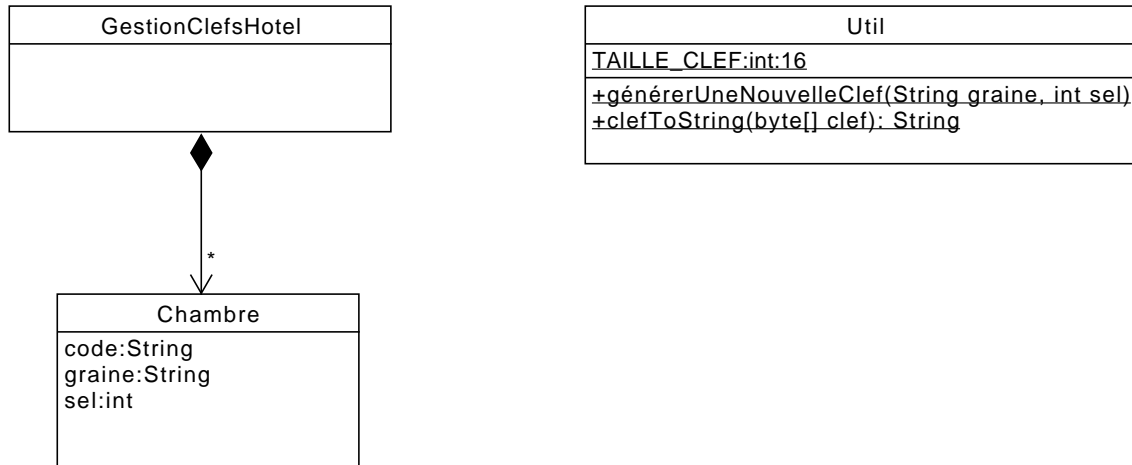 GestionClefsHotel
Util
TAILLE_CLEF:int:16
+générerUneNouvelleClef(String graine, int sel)
+clefToString(byte[] clef): String
*
Chambre
code:String
graine:String
sel:int